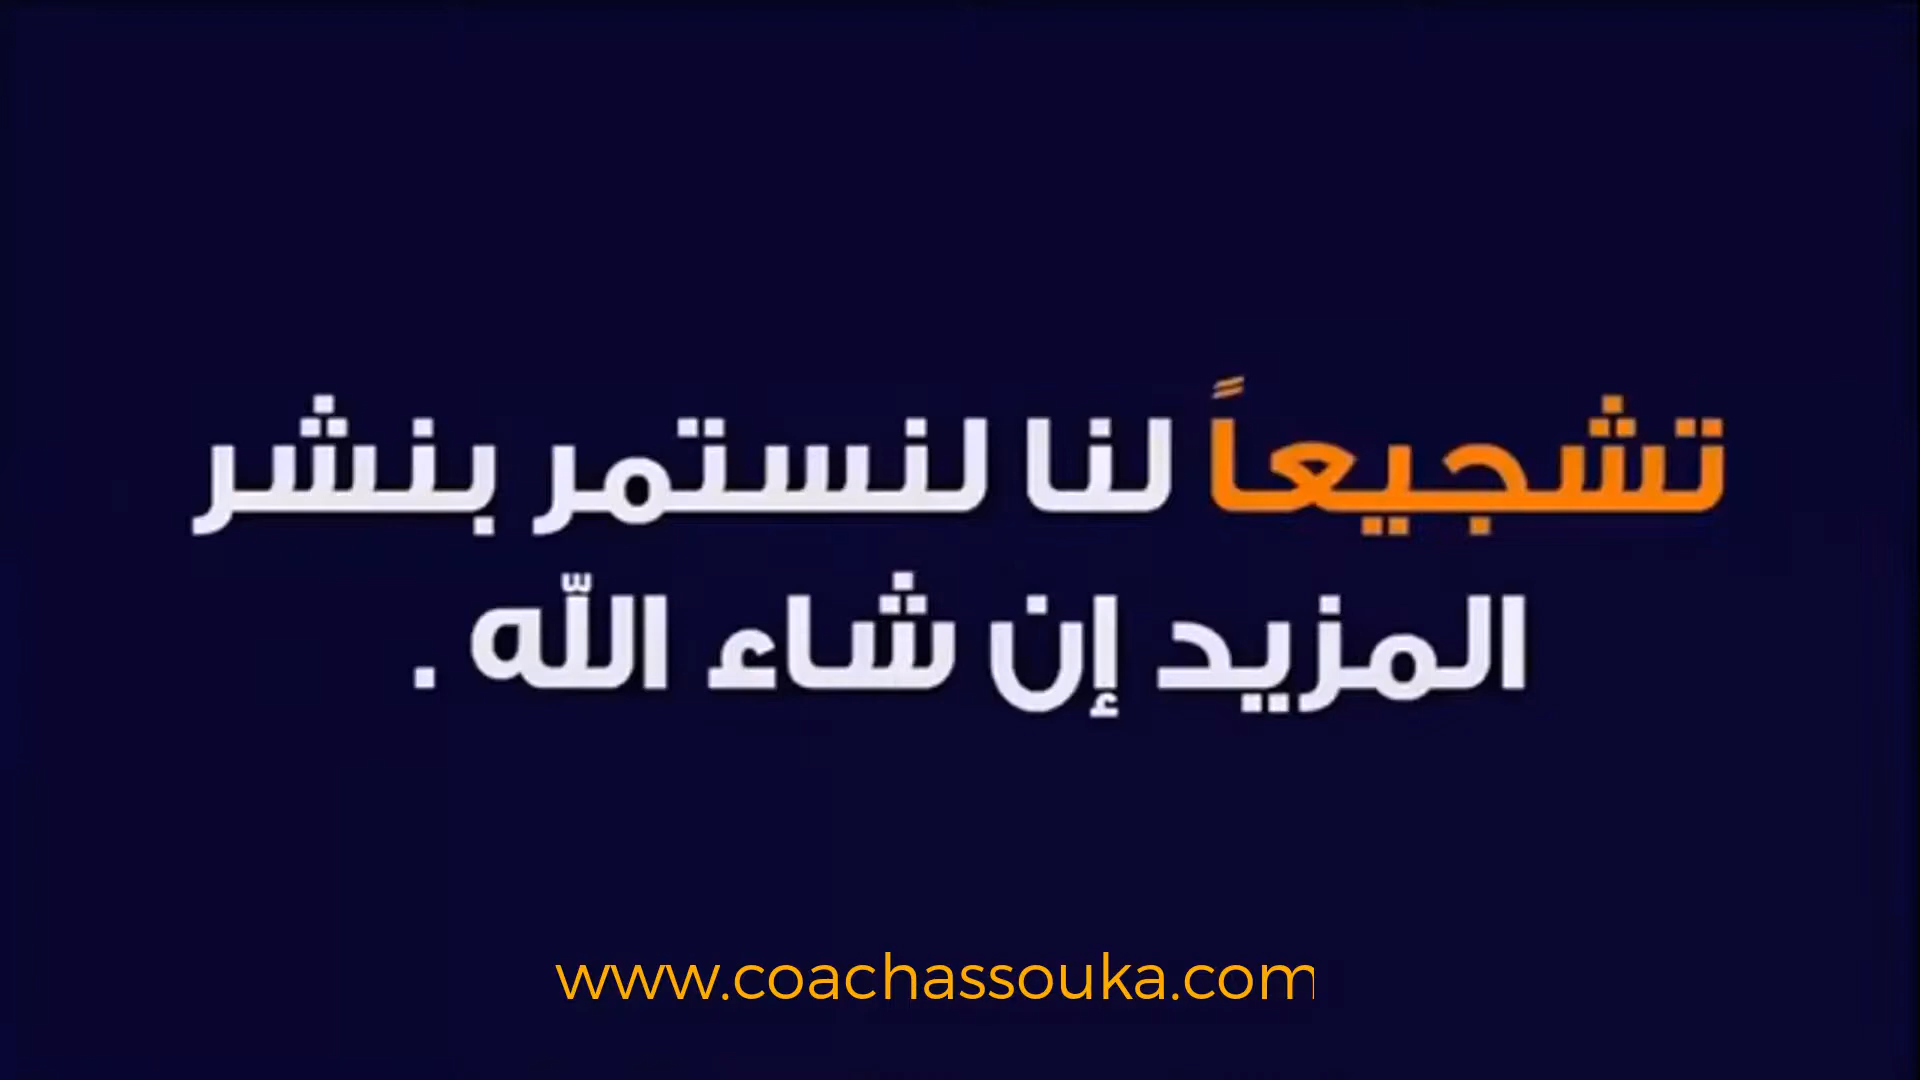 تشجيعاً لنا لنستمر بنشر
المزيد إن شاء اللّه .
www.coachassouka.com